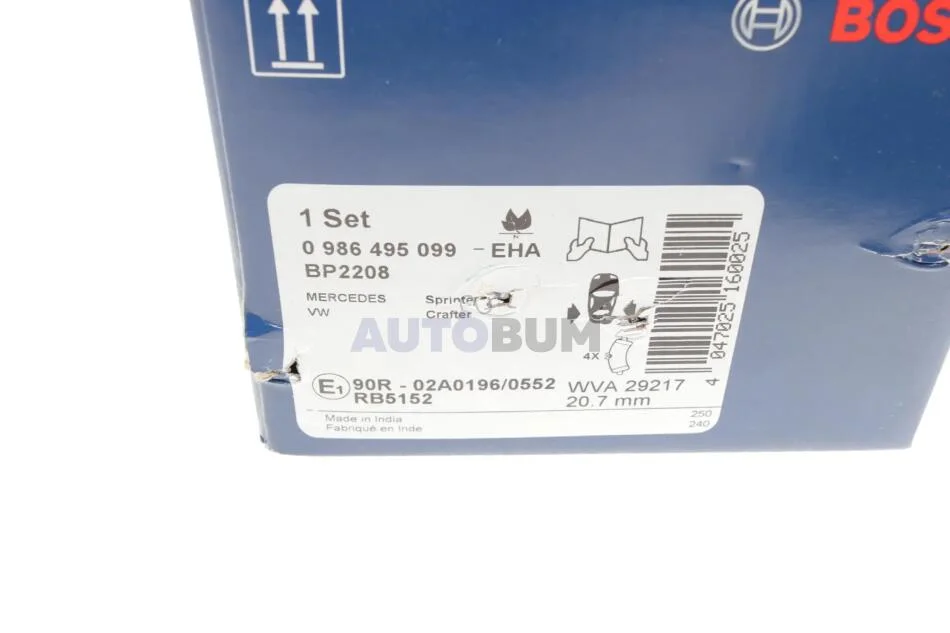 BOS
1 Set
0 986 495 099 - EHA
BP2208
MERCEDES Sprinter
VW Crafter
AUTOBUM
4X
E1 90R - 02A0196/0552 WVA 29217
RB5152 20.7 mm
Made in India
Fabriqué en Inde
250
240
4 047025 160025